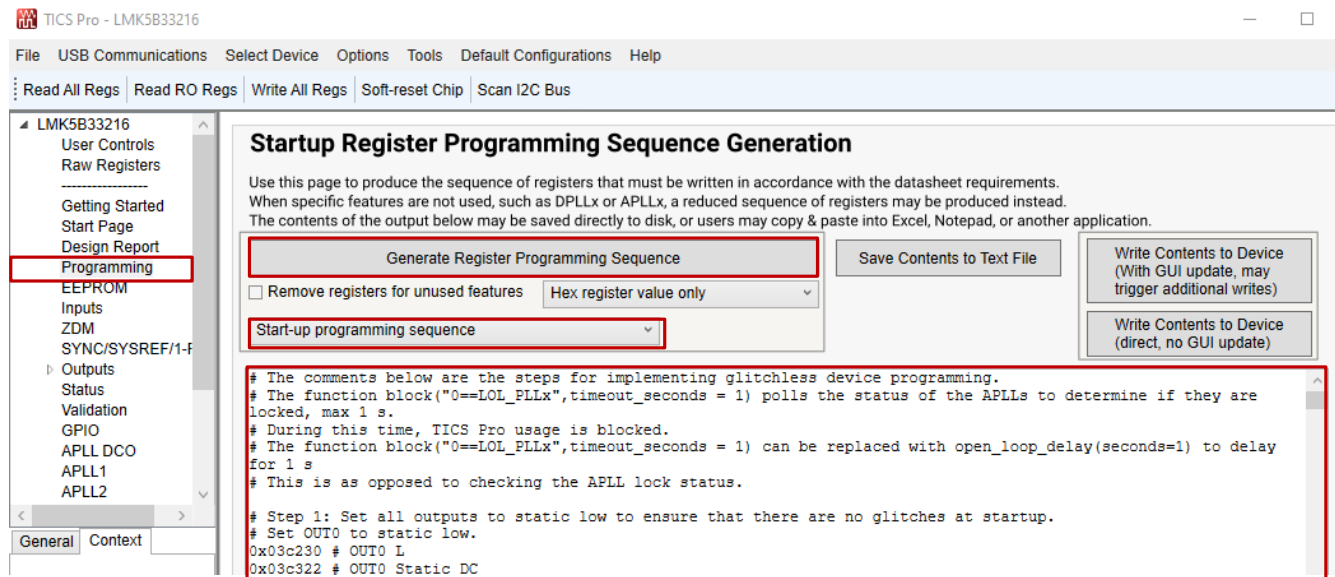 TICS Pro - LMK5B33216
File USB Communications Select Device Options Tools Default Configurations Help
Read All Regs Read RO Regs Write All Regs Soft-reset Chip Scan I2C Bus
LMK5B33216
User Controls
Raw Registers
-----------------
Getting Started
Start Page
Design Report
Programming
EEPROM
Inputs
ZDM
SYNC/SYSREF/1-F
Outputs
Status
Validation
GPIO
APLL DCO
APLL1
APLL2
General Context
Startup Register Programming Sequence Generation
Use this page to produce the sequence of registers that must be written in accordance with the datasheet requirements.
When specific features are not used, such as DPLLx or APLLx, a reduced sequence of registers may be produced instead.
The contents of the output below may be saved directly to disk, or users may copy & paste into Excel, Notepad, or another application.
Generate Register Programming Sequence
Save Contents to Text File
Write Contents to Device
(With GUI update, may
trigger additional writes)
Remove registers for unused features
Hex register value only
Start-up programming sequence
Write Contents to Device
(direct, no GUI update)
# The comments below are the steps for implementing glitchless device programming.
# The function block("0==LOL_PLLx",timeout_seconds = 1) polls the status of the APLLs to determine if they are
locked, max 1 s.
# During this time, TICS Pro usage is blocked.
# The function block("0==LOL_PLLx",timeout_seconds = 1) can be replaced with open_loop_delay(seconds=1) to delay
for 1 s
# This is as opposed to checking the APLL lock status.
# Step 1: Set all outputs to static low to ensure that there are no glitches at startup.
# Set OUT0 to static low.
0x03c230 # OUT0 L
0x03c322 # OUT0 Static DC